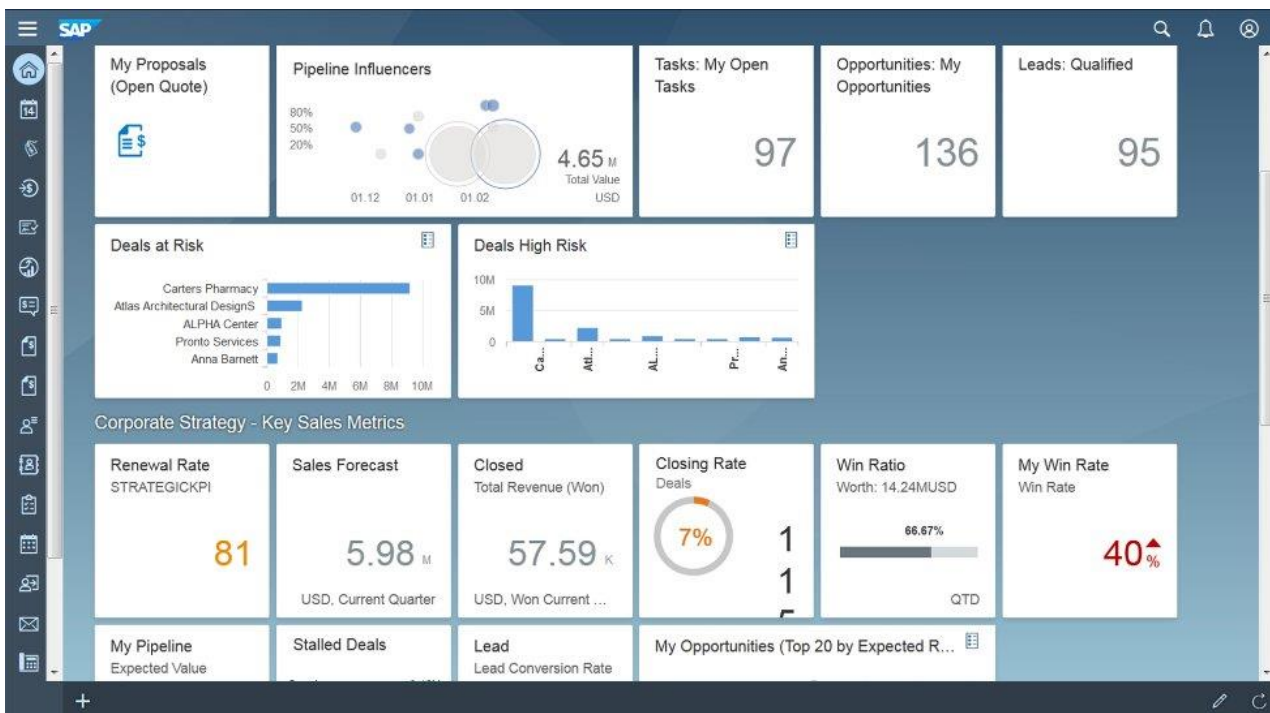 SAP
14
My Proposals
(Open Quote)
$
Pipeline Influencers
80%
50%
20%
01.12 01.01 01.02
4.65 M
Total Value
USD
Tasks: My Open
Tasks
97
Opportunities: My
Opportunities
136
Leads: Qualified
95
Deals at Risk
Carters Pharmacy
Atlas Architectural DesignS
ALPHA Center
Pronto Services
Anna Barnett
0 2M 4M 6M 8M 10M
Deals High Risk
10M
5M
0
Ca... Atl... AL... Pr... An...
Corporate Strategy - Key Sales Metrics
Renewal Rate
STRATEGICKPI
81
Sales Forecast
5.98 M
USD, Current Quarter
Closed
Total Revenue (Won)
57.59 K
USD, Won Current ...
Closing Rate
Deals
7%
1
1
Win Ratio
Worth: 14.24MUSD
66.67%
QTD
My Win Rate
Win Rate
40 %
My Pipeline
Expected Value
Stalled Deals
Lead
Lead Conversion Rate
My Opportunities (Top 20 by Expected R...